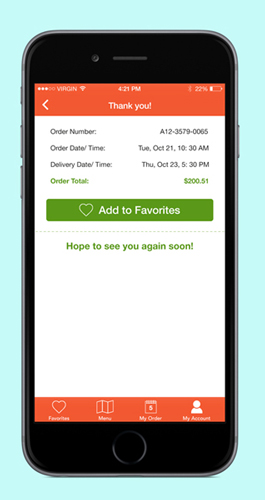 VIRGIN 4:21 PM 22%
Thank you!
Order Number: A12-3579-0065
Order Date/ Time: Tue, Oct 21, 10: 30 AM
Delivery Date/ Time: Thu, Oct 23, 5: 30 PM
Order Total: $200.51
Add to Favorites
Hope to see you again soon!
5
Favorites Menu My Order My Account